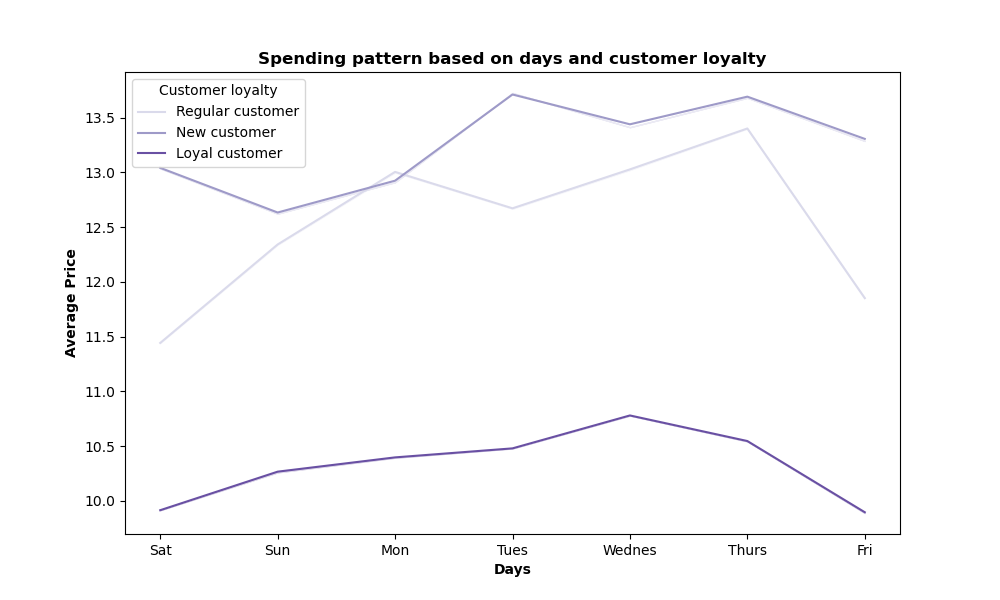 Spending pattern based on days and customer loyalty
Customer loyalty
Regular customer
New customer
Loyal customer
13.5
13.0
12.5
12.0
11.5
11.0
10.5
10.0
Average Price
Sat Sun Mon Tues Wednes Thurs Fri
Days